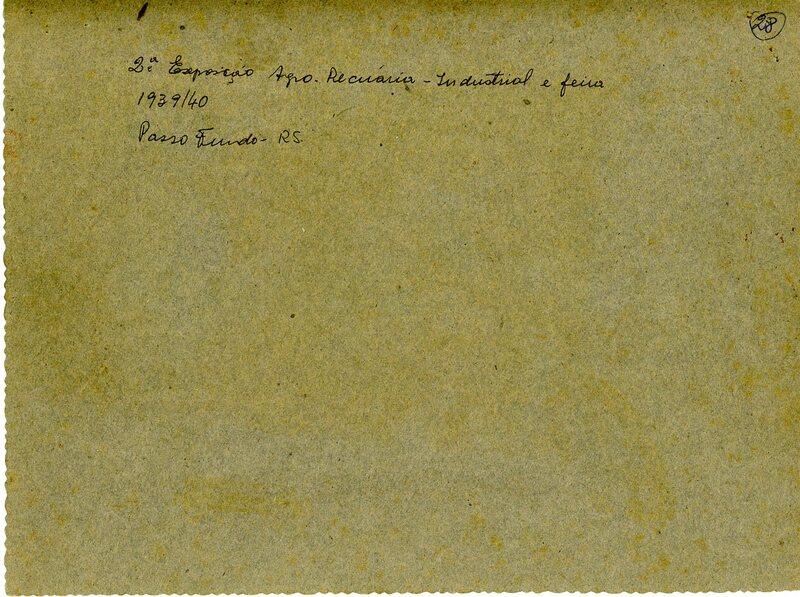 28
2ª Exposição Agro-Pecuária - Industrial e feira
1939/40
Passo Fundo - RS.